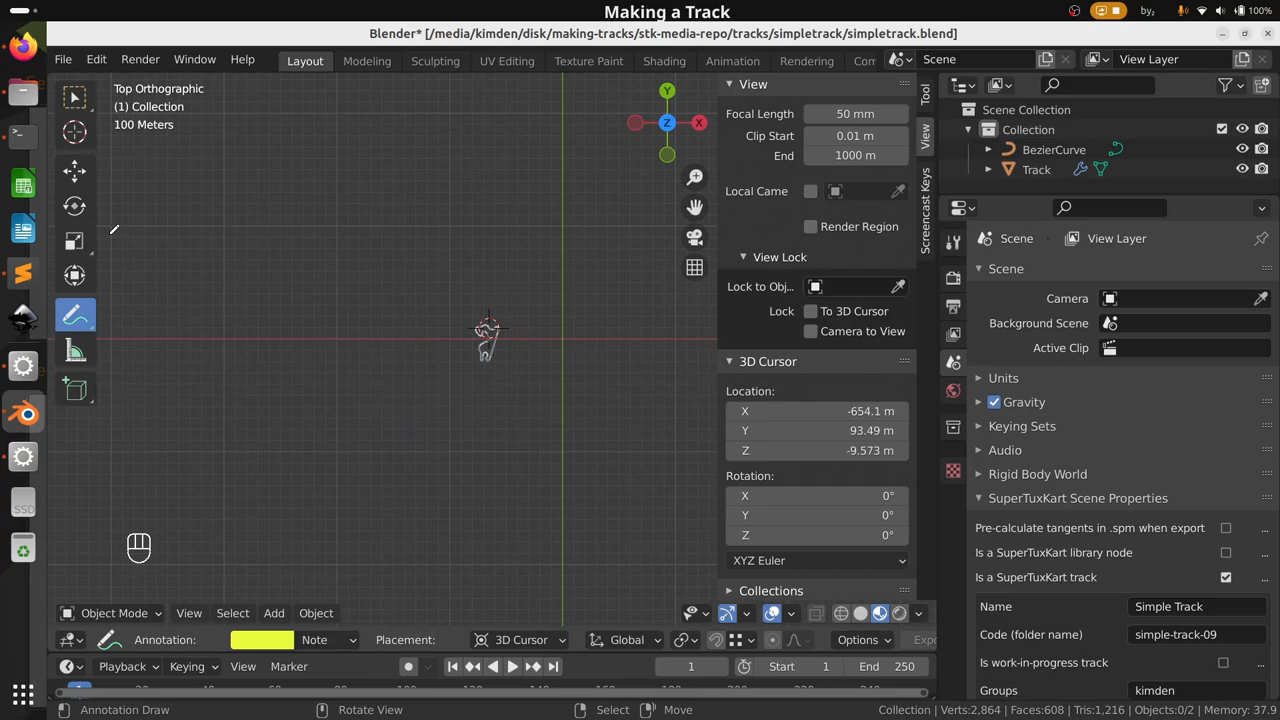 Making a Track
by₂
100%
Blender* [/media/kimden/disk/making-tracks/stk-media-repo/tracks/simpletrack/simpletrack.blend]
File Edit Render Window Help
Layout Modeling Sculpting UV Editing Texture Paint Shading Animation Rendering Com
Scene
View Layer
Top Orthographic
(1) Collection
100 Meters
Y
Z
X
View
Focal Length 50 mm
Clip Start 0.01 m
End 1000 m
Local Came
Render Region
View Lock
Lock to Obj...
Lock To 3D Cursor
Camera to View
3D Cursor
Location:
X -654.1 m
Y 93.49 m
Z -9.573 m
Rotation:
X 0°
Y 0°
Z 0°
XYZ Euler
Collections
Tool
View
Screencast Keys
Scene Collection
Collection
BezierCurve
Track
Scene View Layer
Scene
Camera
Background Scene
Active Clip
Units
Gravity
Keying Sets
Audio
Rigid Body World
SuperTuxKart Scene Properties
Pre-calculate tangents in .spm when export ...
Is a SuperTuxKart library node ...
Is a SuperTuxKart track ...
Name Simple Track
Code (folder name) simple-track-09
Is work-in-progress track ...
Groups kimden
SSD
Object Mode View Select Add Object
Annotation: Note Placement: 3D Cursor Global Options Exp
Playback Keying View Marker 1 Start 1 End 250
Annotation Draw Rotate View Select Move Collection | Verts:2,864 | Faces:1,608 | Tris:1,216 | Objects:0/2 | Memory: 37.9